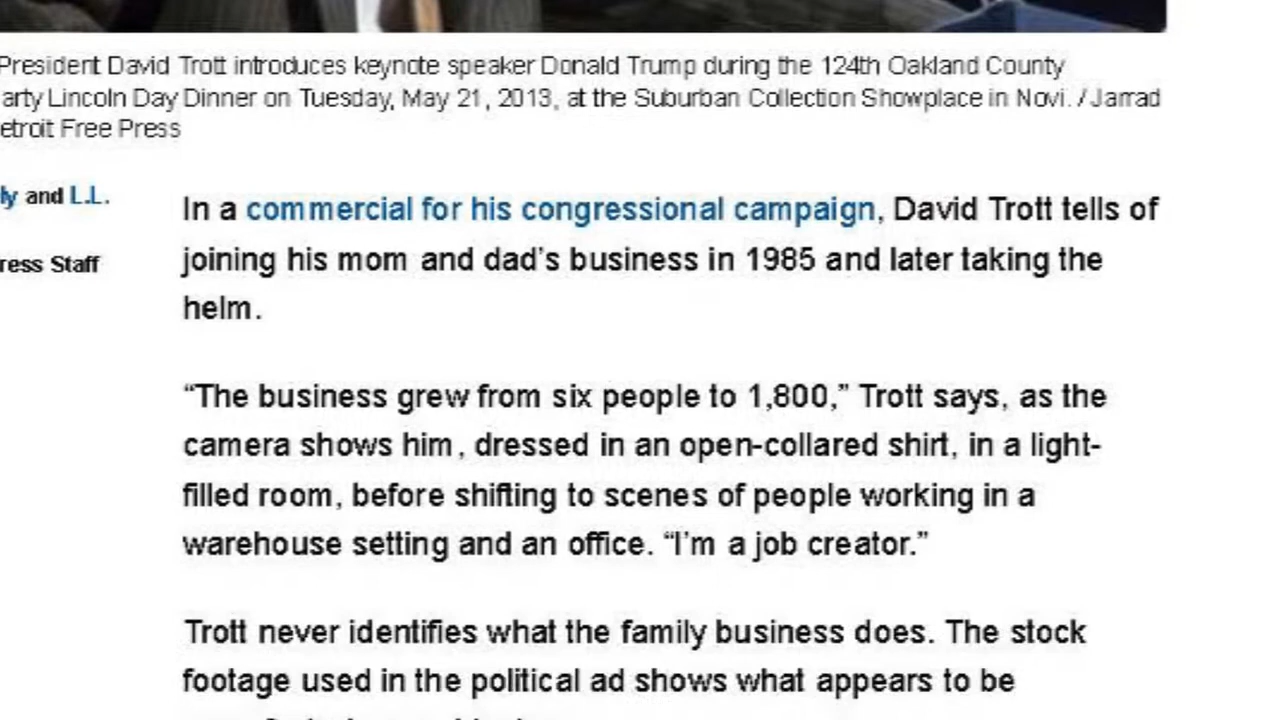 President David Trott introduces keynote speaker Donald Trump during the 124th Oakland County
arty Lincoln Day Dinner on Tuesday, May 21, 2013, at the Suburban Collection Showplace in Novi. / Jarrad
etroit Free Press
ly and L.L.
ress Staff
In a commercial for his congressional campaign, David Trott tells of
joining his mom and dad’s business in 1985 and later taking the
helm.
“The business grew from six people to 1,800,” Trott says, as the
camera shows him, dressed in an open-collared shirt, in a light-
filled room, before shifting to scenes of people working in a
warehouse setting and an office. “I’m a job creator.”
Trott never identifies what the family business does. The stock
footage used in the political ad shows what appears to be